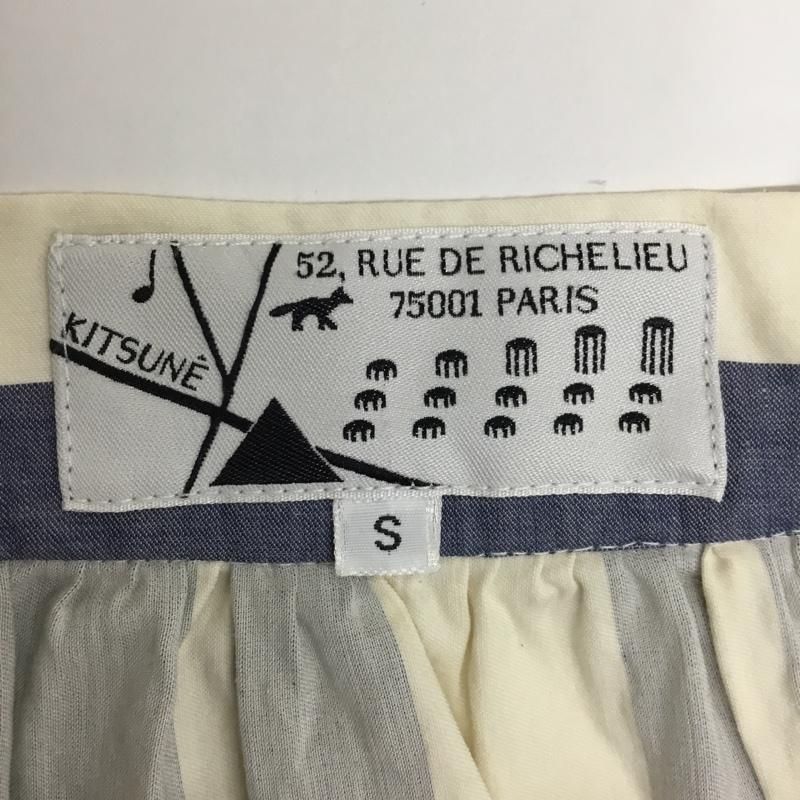 52, RUE DE RICHELIEU
75001 PARIS
KITSUNÉ
S